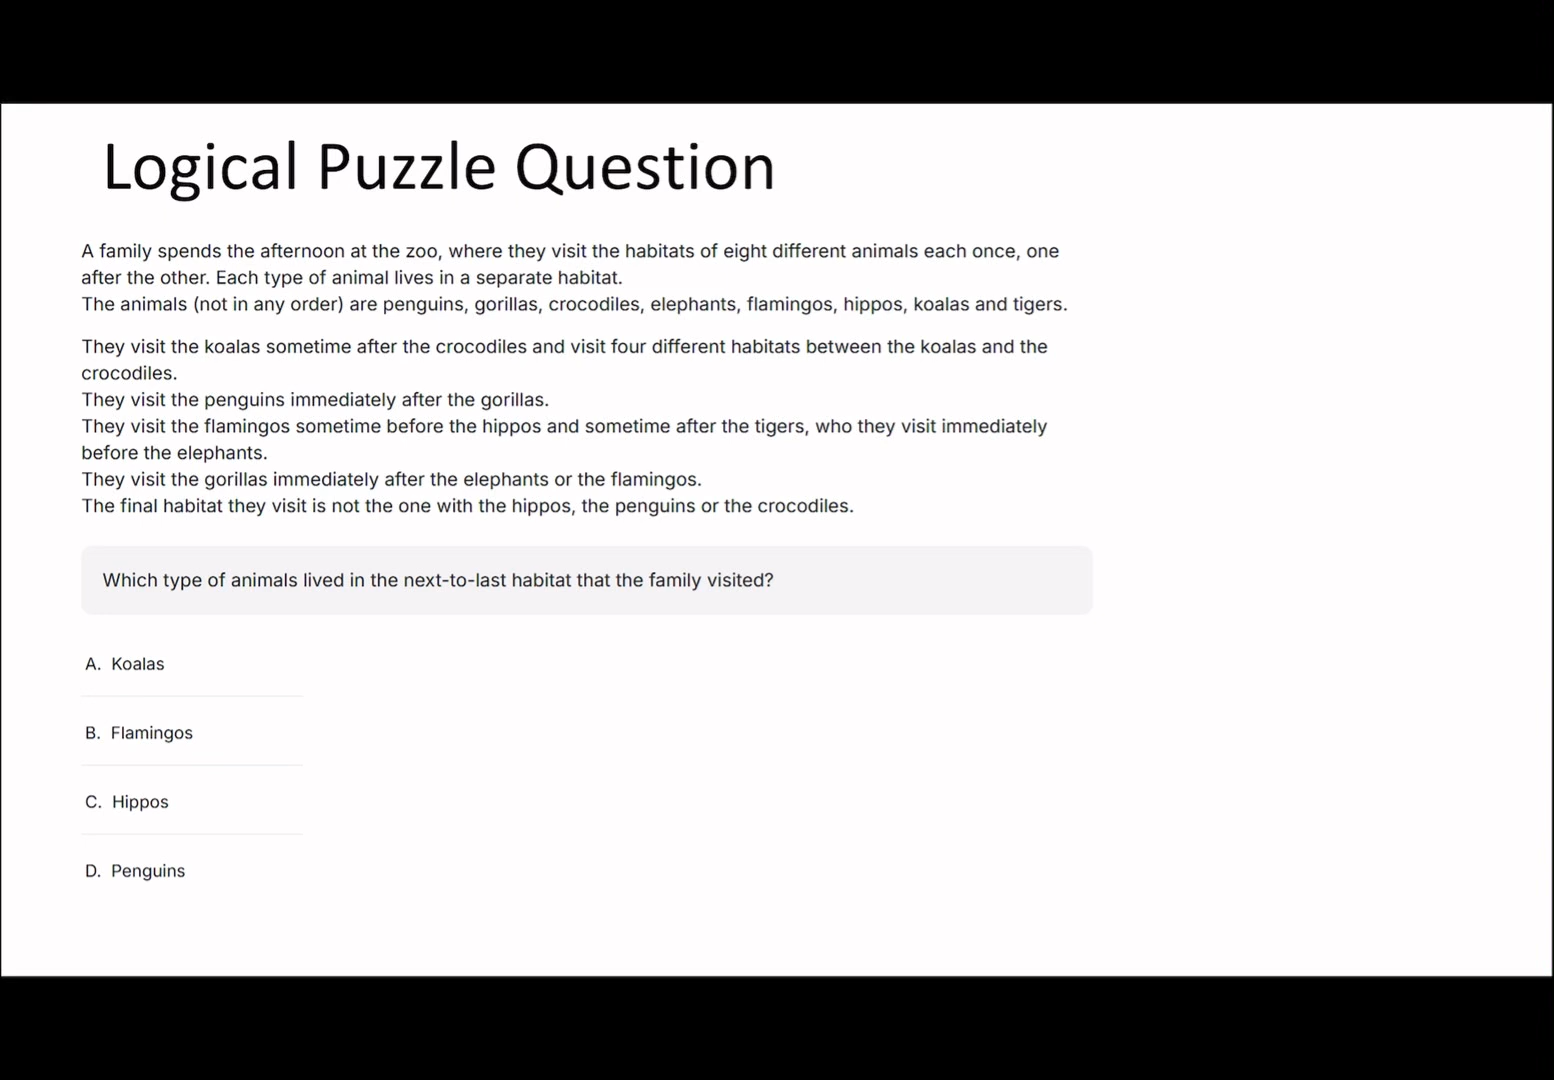 Logical Puzzle Question
A family spends the afternoon at the zoo, where they visit the habitats of eight different animals each once, one
after the other. Each type of animal lives in a separate habitat.
The animals (not in any order) are penguins, gorillas, crocodiles, elephants, flamingos, hippos, koalas and tigers.
They visit the koalas sometime after the crocodiles and visit four different habitats between the koalas and the
crocodiles.
They visit the penguins immediately after the gorillas.
They visit the flamingos sometime before the hippos and sometime after the tigers, who they visit immediately
before the elephants.
They visit the gorillas immediately after the elephants or the flamingos.
The final habitat they visit is not the one with the hippos, the penguins or the crocodiles.
Which type of animals lived in the next-to-last habitat that the family visited?
A. Koalas
B. Flamingos
C. Hippos
D. Penguins